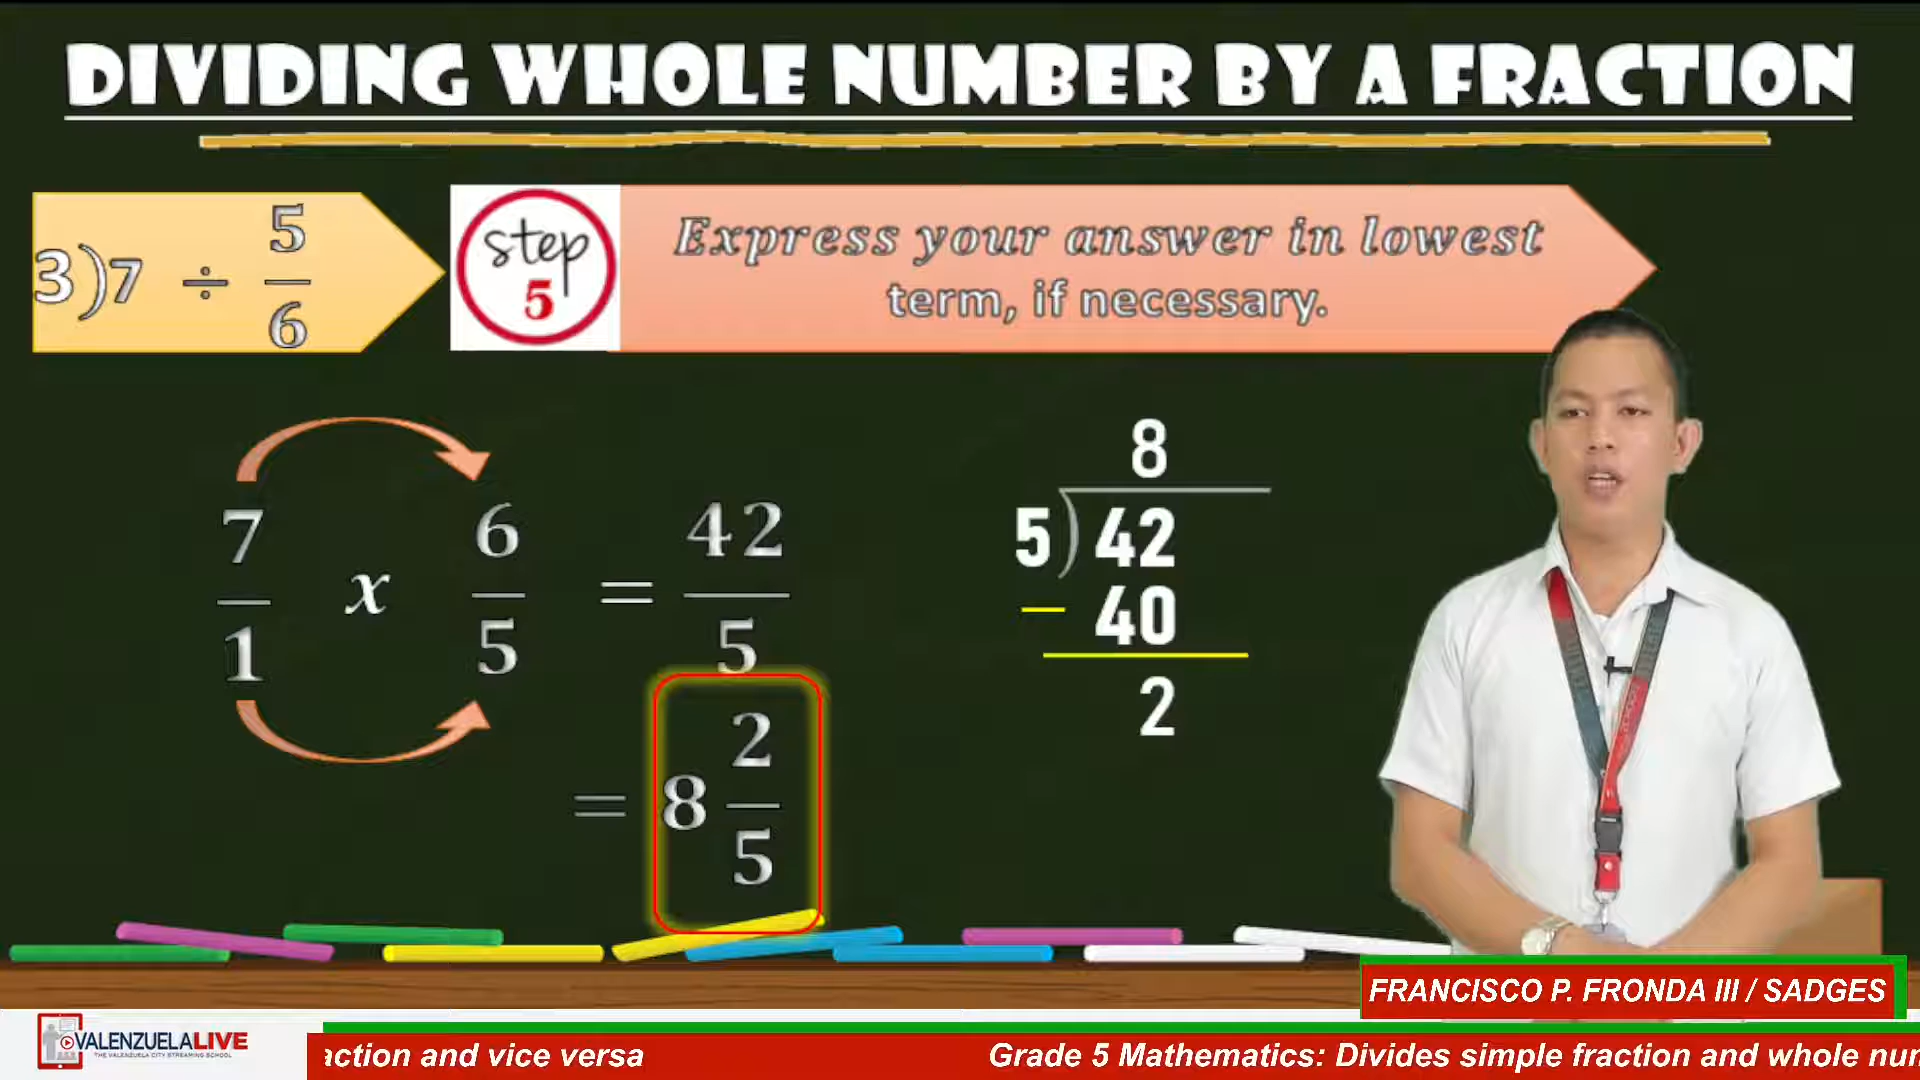 DIVIDING WHOLE NUMBER BY A FRACTION
3)7 ÷ 5/6
step 5
Express your answer in lowest
term, if necessary.
7/1 x 6/5 = 42/5
= 8 2/5
8
5)42
– 40
2
FRANCISCO P. FRONDA III / SADGES
VALENZUELALIVE
THE VALENZUELA CITY STREAMING SCHOOL
action and vice versa
Grade 5 Mathematics: Divides simple fraction and whole num